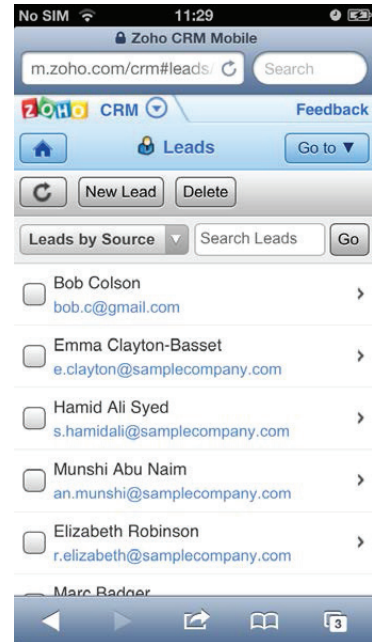 No SIM 11:29
Zoho CRM Mobile
m.zoho.com/crm#leads/ Search
ZOHO CRM Feedback
Leads Go to ▼
New Lead Delete
Leads by Source Search Leads Go
Bob Colson
bob.c@gmail.com
Emma Clayton-Basset
e.clayton@samplecompany.com
Hamid Ali Syed
s.hamidali@samplecompany.com
Munshi Abu Naim
an.munshi@samplecompany.com
Elizabeth Robinson
r.elizabeth@samplecompany.com
Marc Badger
3